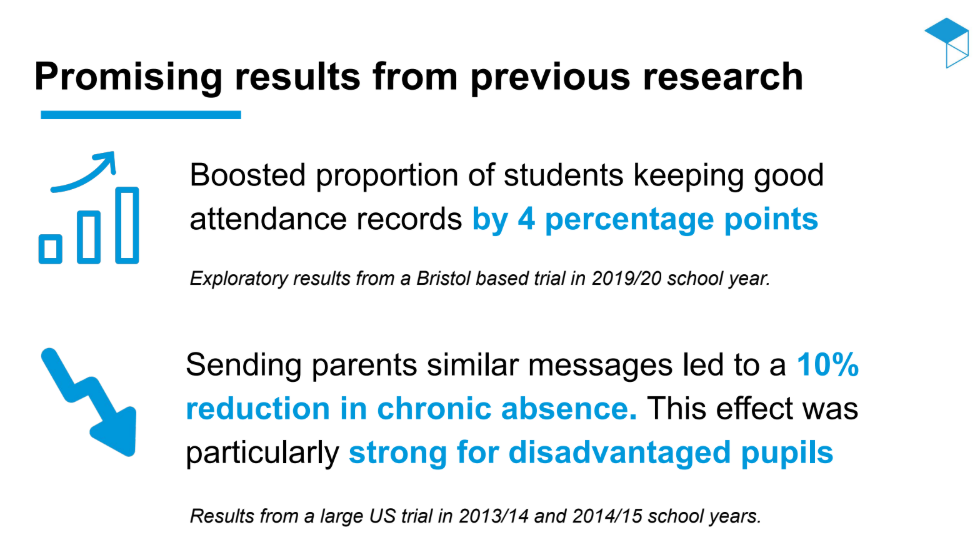 Promising results from previous research
Boosted proportion of students keeping good
attendance records by 4 percentage points
Exploratory results from a Bristol based trial in 2019/20 school year.
Sending parents similar messages led to a 10%
reduction in chronic absence. This effect was
particularly strong for disadvantaged pupils
Results from a large US trial in 2013/14 and 2014/15 school years.